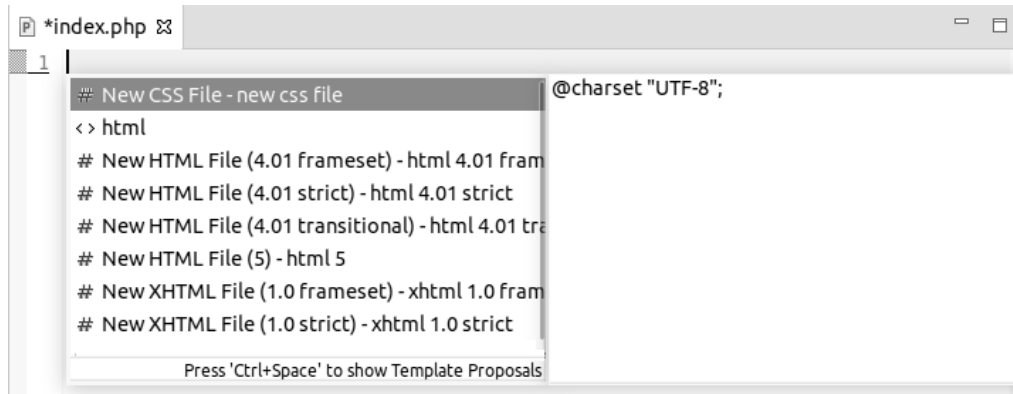 *index.php
1
# New CSS File - new css file
@charset "UTF-8";
<> html
# New HTML File (4.01 frameset) - html 4.01 fram
# New HTML File (4.01 strict) - html 4.01 strict
# New HTML File (4.01 transitional) - html 4.01 tra
# New HTML File (5) - html 5
# New XHTML File (1.0 frameset) - xhtml 1.0 fram
# New XHTML File (1.0 strict) - xhtml 1.0 strict
Press 'Ctrl+Space' to show Template Proposals